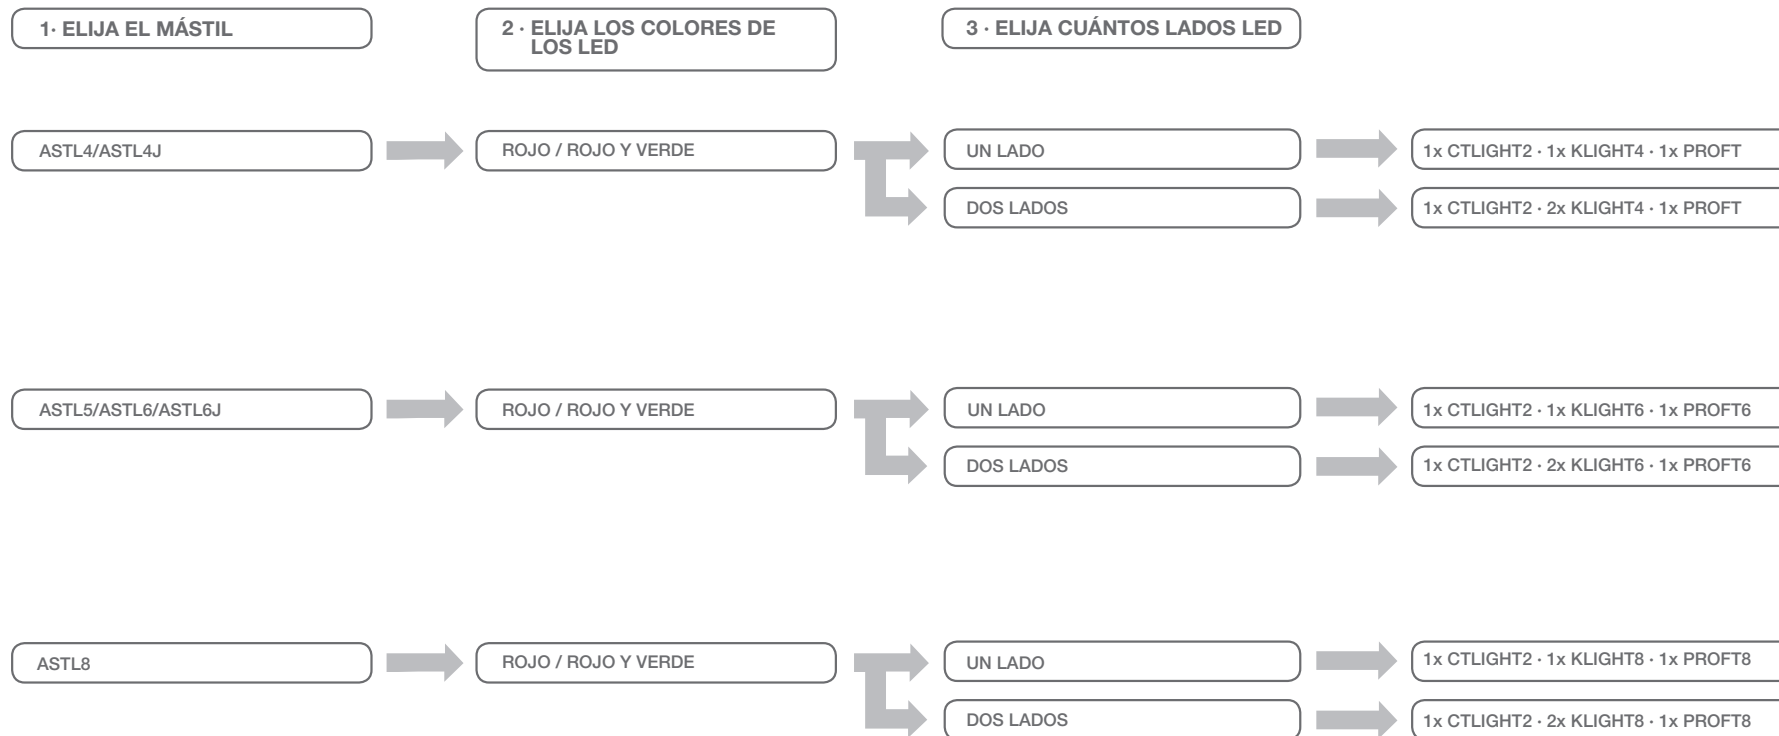 1· ELIJA EL MÁSTIL
2 · ELIJA LOS COLORES DE
LOS LED
3 · ELIJA CUÁNTOS LADOS LED
ASTL4/ASTL4J
ROJO / ROJO Y VERDE
UN LADO
1x CTLIGHT2 · 1x KLIGHT4 · 1x PROFT
DOS LADOS
1x CTLIGHT2 · 2x KLIGHT4 · 1x PROFT
ASTL5/ASTL6/ASTL6J
ROJO / ROJO Y VERDE
UN LADO
1x CTLIGHT2 · 1x KLIGHT6 · 1x PROFT6
DOS LADOS
1x CTLIGHT2 · 2x KLIGHT6 · 1x PROFT6
ASTL8
ROJO / ROJO Y VERDE
UN LADO
1x CTLIGHT2 · 1x KLIGHT8 · 1x PROFT8
DOS LADOS
1x CTLIGHT2 · 2x KLIGHT8 · 1x PROFT8